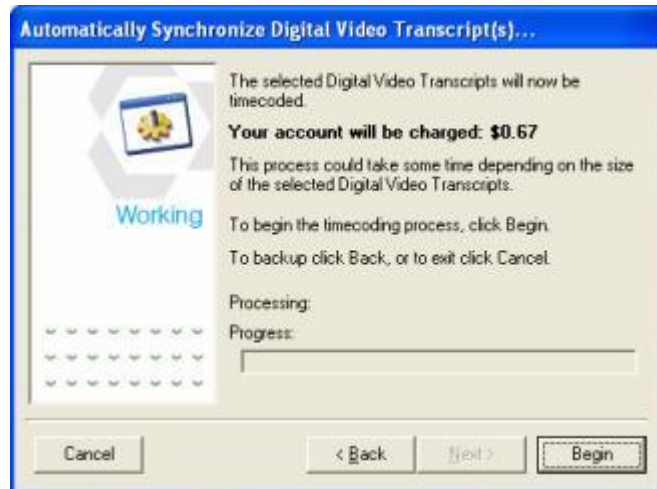 Automatically Synchronize Digital Video Transcript(s)...
The selected Digital Video Transcripts will now be
timecoded.
Your account will be charged: $0.67
This process could take some time depending on the size
of the selected Digital Video Transcripts.
Working
To begin the timecoding process, click Begin.
To backup click Back, or to exit click Cancel.
Processing:
Progress:
Cancel
< Back
Next >
Begin